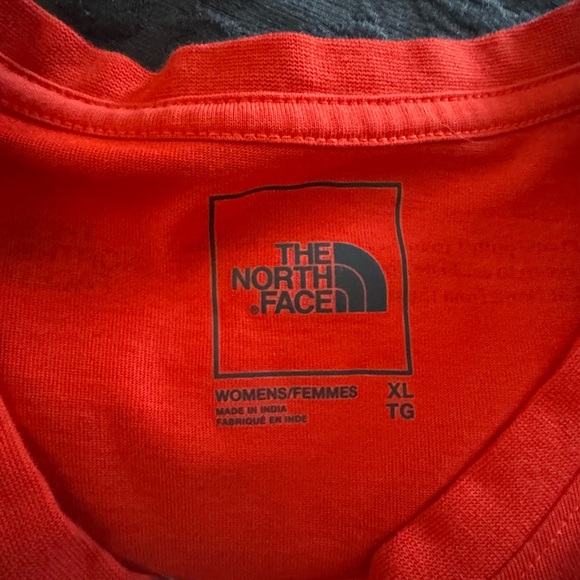 THE
NORTH
FACE
WOMENS/FEMMES XL
MADE IN INDIA TG
FABRIQUÉ EN INDE